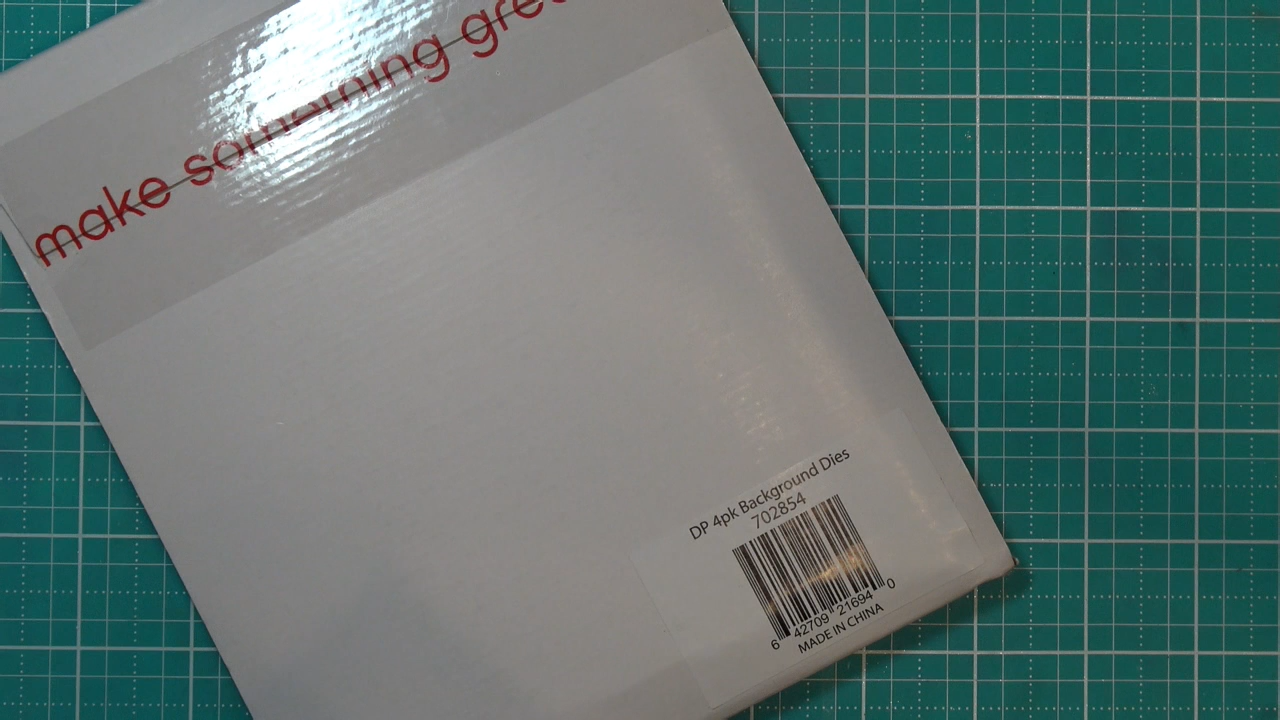 make something gre
DP 4pk Background Dies
702854
6 42709 21694 0
MADE IN CHINA